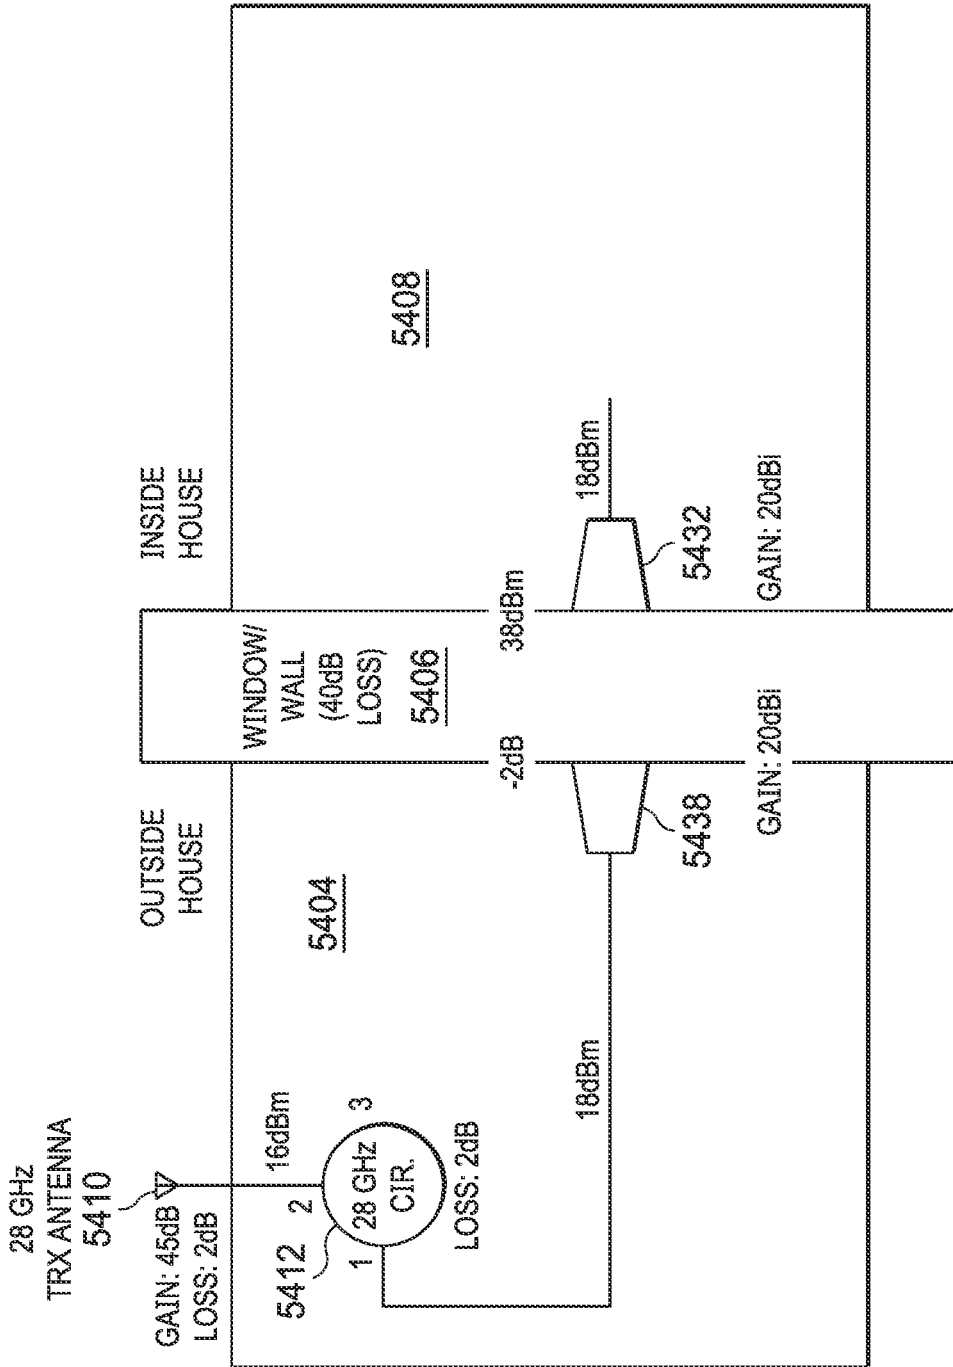 28 GHz
TRX ANTENNA
5410
GAIN: 45dB
LOSS: 2dB
OUTSIDE
HOUSE
INSIDE
HOUSE
16dBm
5412
1
2
3
28 GHz
CIR.
LOSS: 2dB
5404
WINDOW/
WALL
(40dB
LOSS)
5406
5408
-2dB
38dBm
18dBm
18dBm
5438
5432
GAIN: 20dBi
GAIN: 20dBi